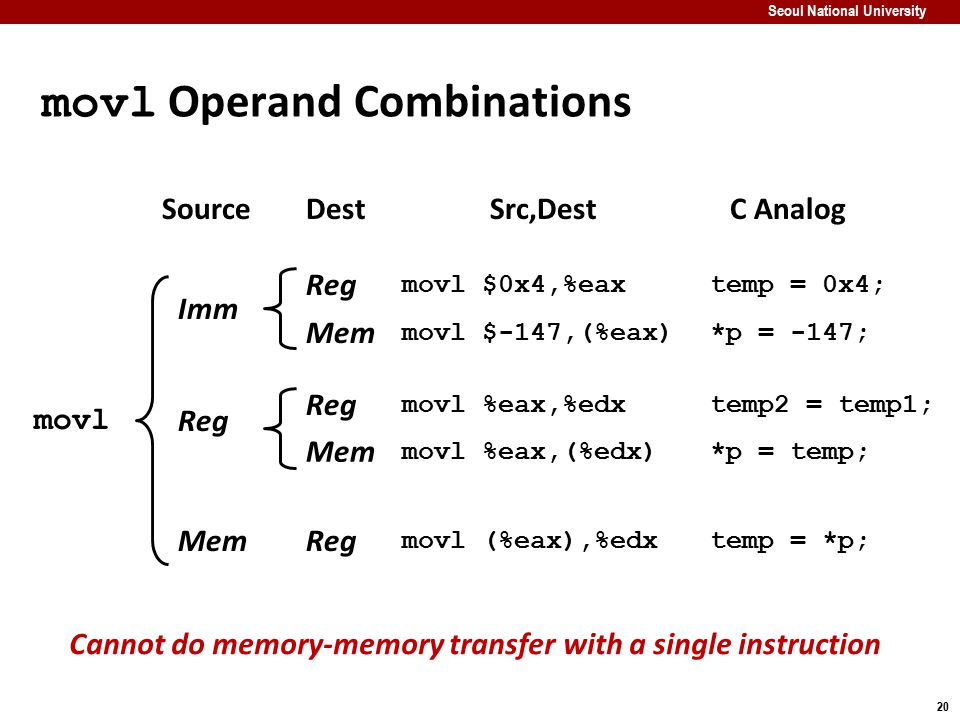 Seoul National University
movl Operand Combinations
Source Dest Src,Dest C Analog
Imm
Reg movl $0x4,%eax temp = 0x4;
Mem movl $-147,(%eax) *p = -147;
movl
Reg
Reg movl %eax,%edx temp2 = temp1;
Mem movl %eax,(%edx) *p = temp;
Mem Reg movl (%eax),%edx temp = *p;
Cannot do memory-memory transfer with a single instruction
20